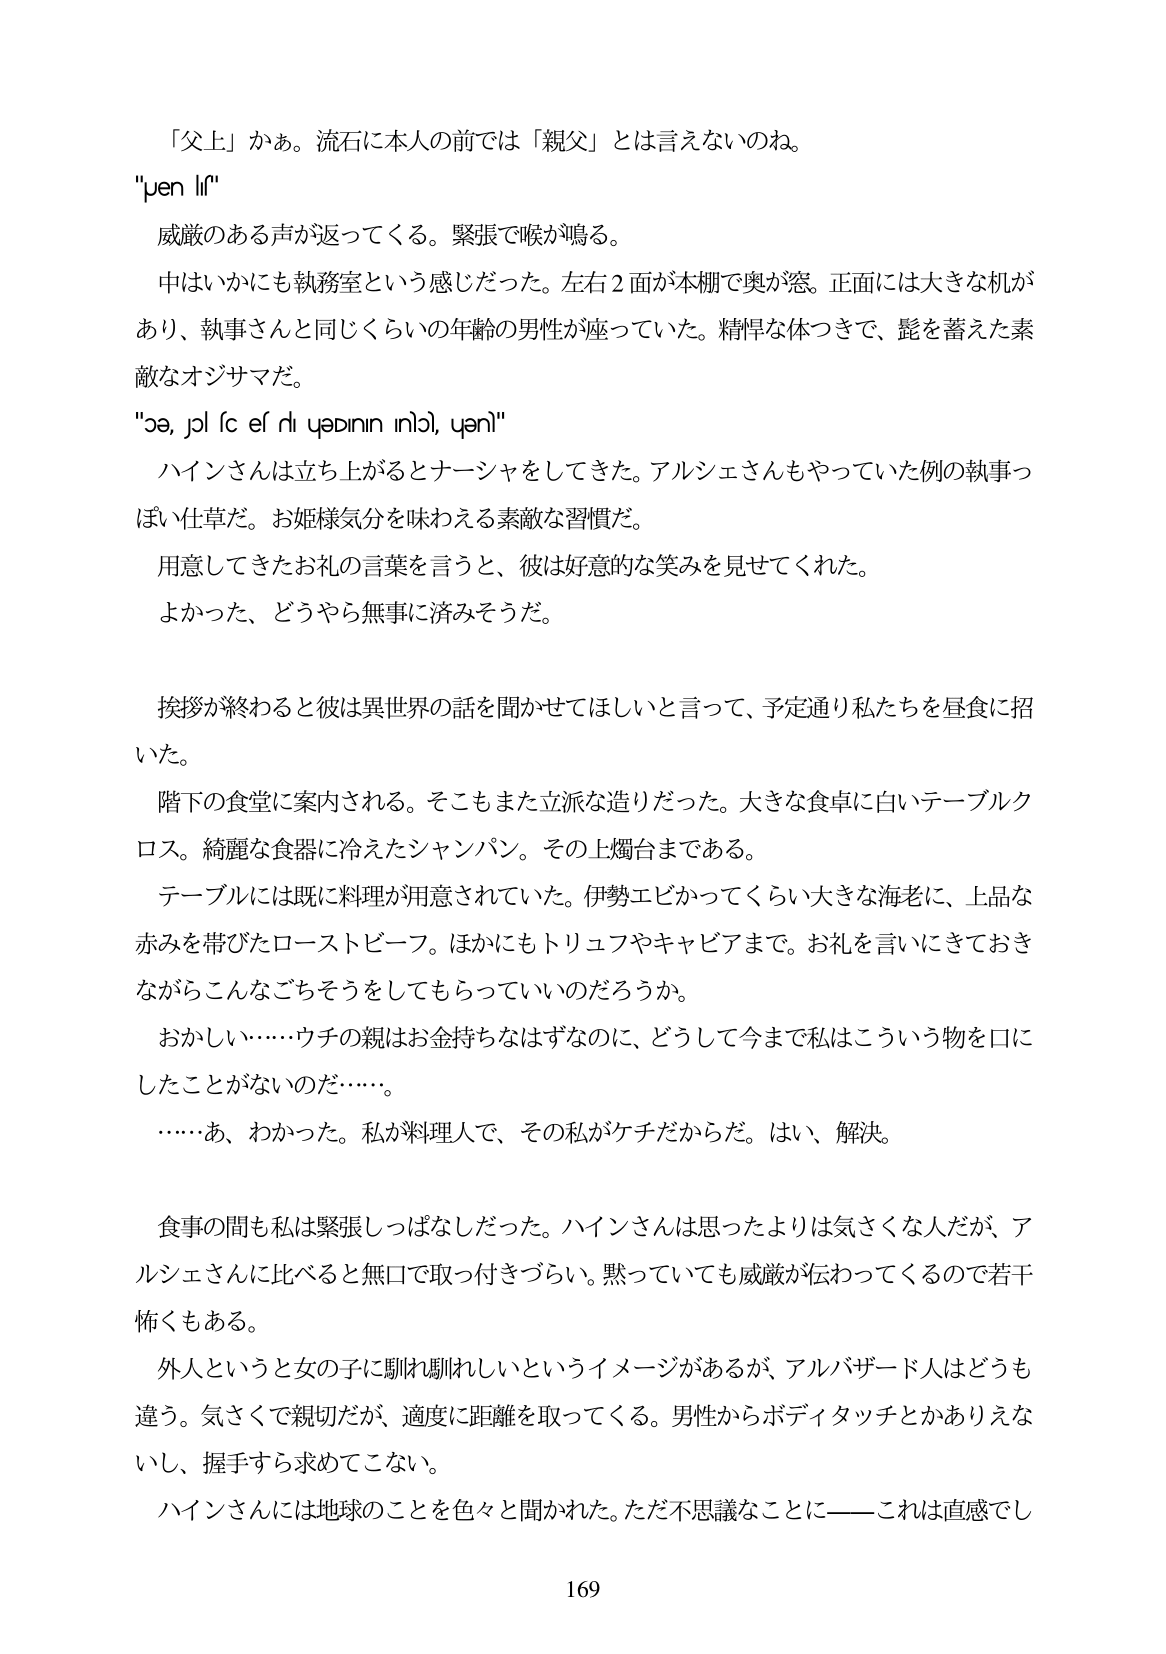 「父上」かぁ。流石に本人の前では「親父」とは言えないのね。
威厳のある声が返ってくる。緊張で喉が鳴る。
中はいかにも執務室という感じだった。左右2面が本棚で奥が窓。正面には大きな机が
あり、執事さんと同じくらいの年齢の男性が座っていた。精悍な体つきで、髭を蓄えた素
敵なオジサマだ。
ハインさんは立ち上がるとナーシャをしてきた。アルシェさんもやっていた例の執事っ
ぽい仕草だ。お姫様気分を味わえる素敵な習慣だ。
用意してきたお礼の言葉を言うと、彼は好意的な笑みを見せてくれた。
よかった、どうやら無事に済みそうだ。
挨拶が終わると彼は異世界の話を聞かせてほしいと言って、予定通り私たちを昼食に招
いた。
階下の食堂に案内される。そこもまた立派な造りだった。大きな食卓に白いテーブルク
ロス。綺麗な食器に冷えたシャンパン。その上燭台まである。
テーブルには既に料理が用意されていた。伊勢エビかってくらい大きな海老に、上品な
赤みを帯びたローストビーフ。ほかにもトリュフやキャビアまで。お礼を言いにきておき
ながらこんなごちそうをしてもらっていいのだろうか。
おかしい……ウチの親はお金持ちなはずなのに、どうして今まで私はこういう物を口に
したことがないのだ……。
……あ、わかった。私が料理人で、その私がケチだからだ。はい、解決。
食事の間も私は緊張しっぱなしだった。ハインさんは思ったよりは気さくな人だが、ア
ルシェさんに比べると無口で取っ付きづらい。黙っていても威厳が伝わってくるので若干
怖くもある。
外人というと女の子に馴れ馴れしいというイメージがあるが、アルバザード人はどうも
違う。気さくで親切だが、適度に距離を取ってくる。男性からボディタッチとかありえな
いし、握手すら求めてこない。
ハインさんには地球のことを色々と聞かれた。ただ不思議なことに――これは直感でし
169